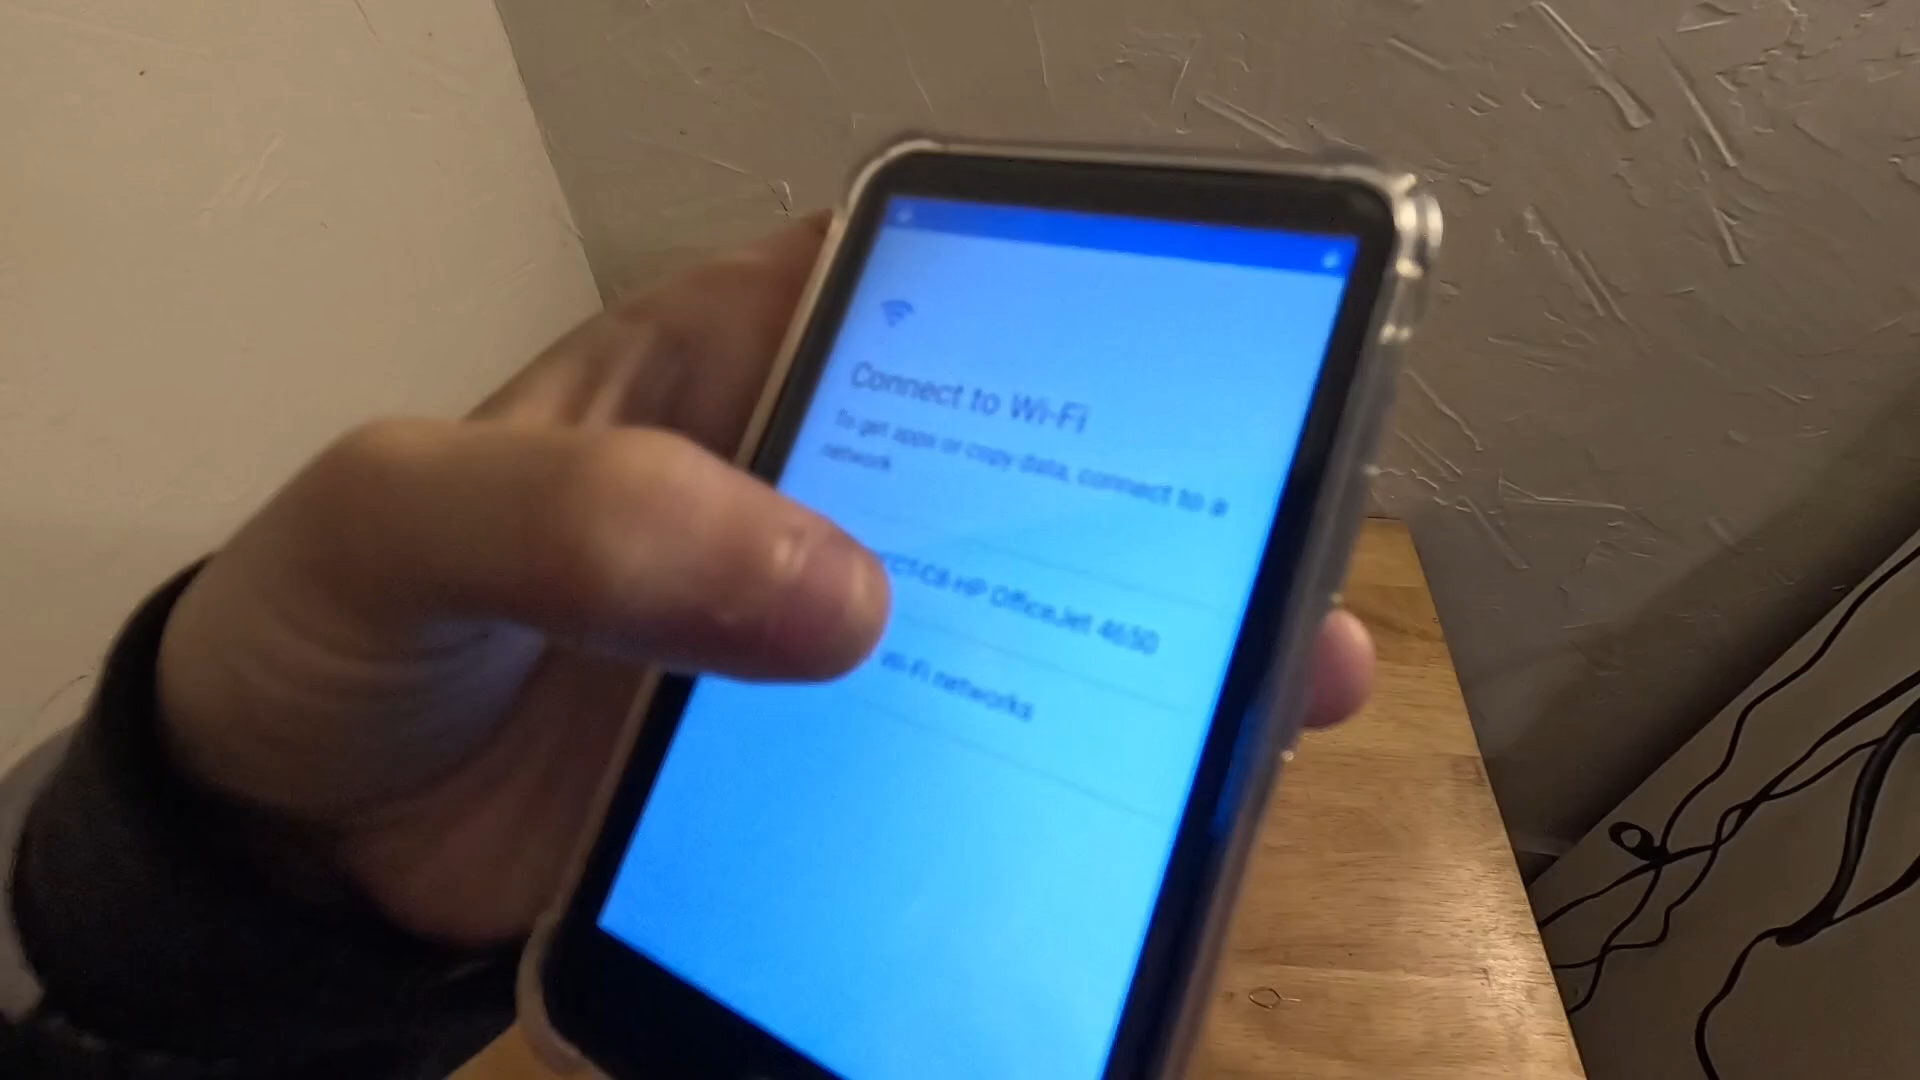 Connect to Wi-Fi
To get apps or copy data, connect to a
network
HP OfficeJet 4650
Wi-Fi networks